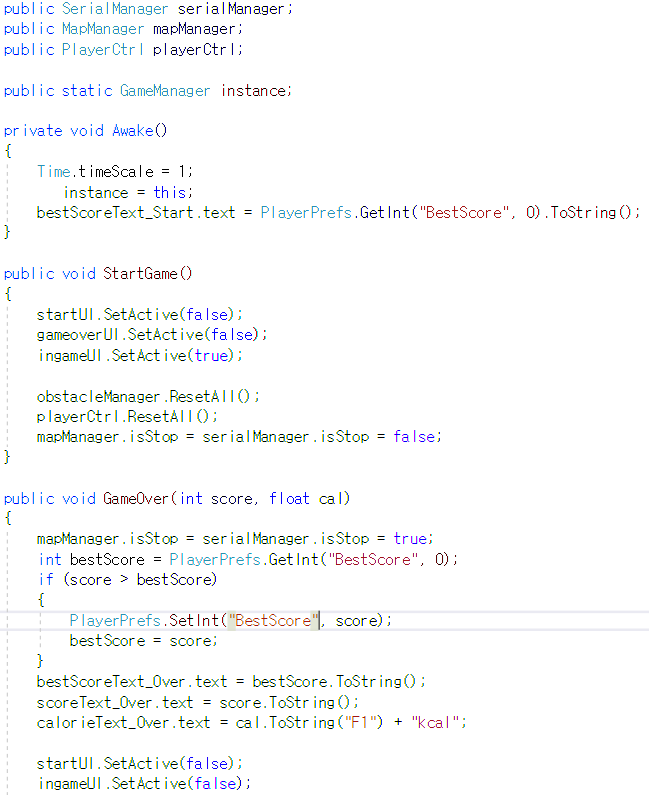 public SerialManager serialManager;
public MapManager mapManager;
public PlayerCtrl playerCtrl;
public static GameManager instance;
private void Awake()
{
Time.timeScale = 1;
instance = this;
bestScoreText_Start.text = PlayerPrefs.GetInt("BestScore", 0).ToString();
}
public void StartGame()
{
startUI.SetActive(false);
gameoverUI.SetActive(false);
ingameUI.SetActive(true);
obstacleManager.ResetAll();
playerCtrl.ResetAll();
mapManager.isStop = serialManager.isStop = false;
}
public void GameOver(int score, float cal)
{
mapManager.isStop = serialManager.isStop = true;
int bestScore = PlayerPrefs.GetInt("BestScore", 0);
if (score > bestScore)
{
PlayerPrefs.SetInt("BestScore", score);
bestScore = score;
}
bestScoreText_Over.text = bestScore.ToString();
scoreText_Over.text = score.ToString();
calorieText_Over.text = cal.ToString("F1") + "kcal";
startUI.SetActive(false);
ingameUI.SetActive(false);